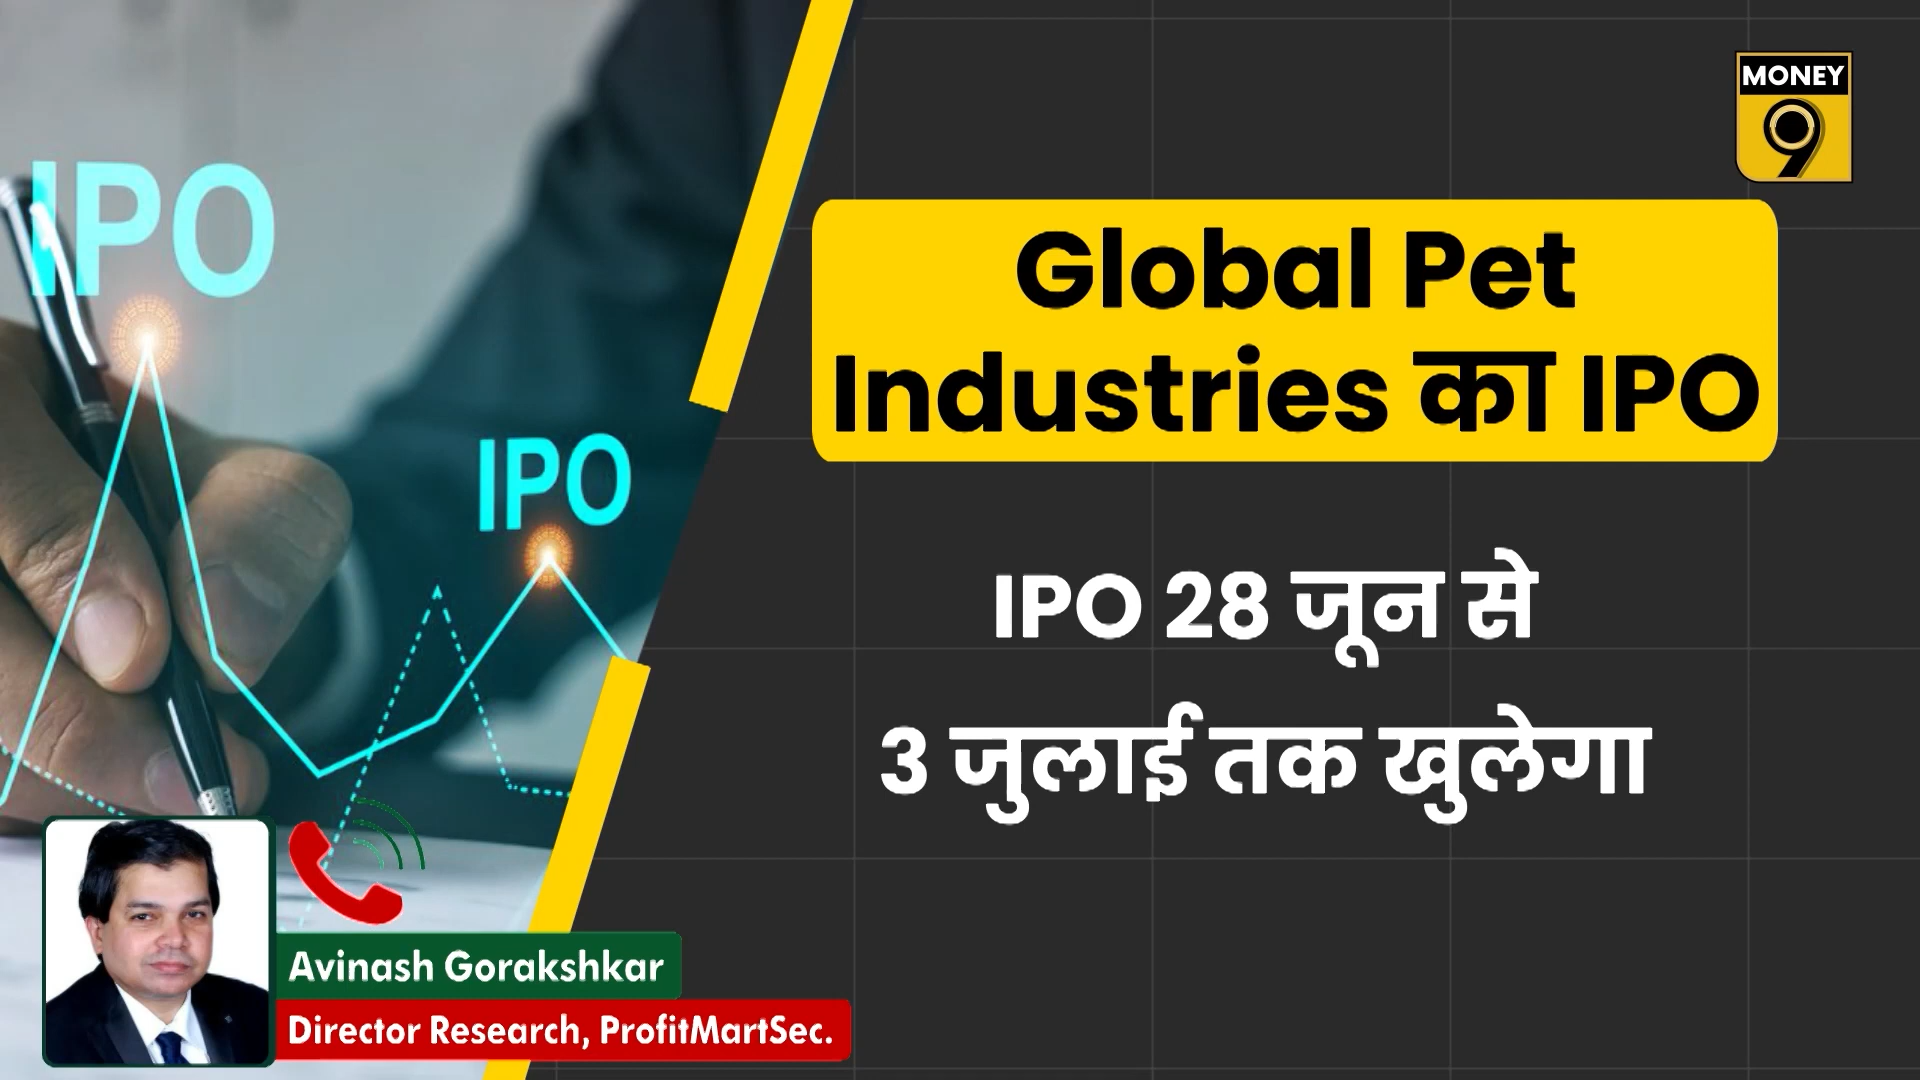 IPO
IPO
MONEY
9
Global Pet
Industries का IPO
IPO 28 जून से
3 जुलाई तक खुलेगा
Avinash Gorakshkar
Director Research, ProfitMartSec.